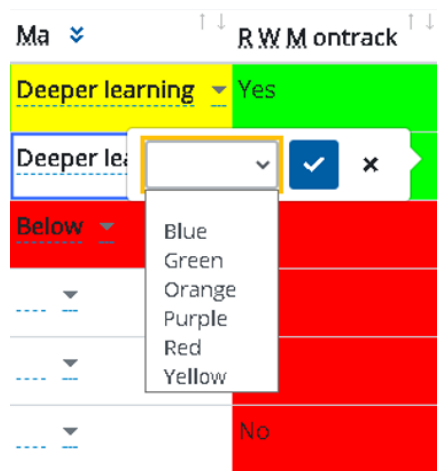 Ma R W M ontrack
Deeper learning Yes
Deeper lea
Below
Blue
Green
Orange
Purple
Red
Yellow
No